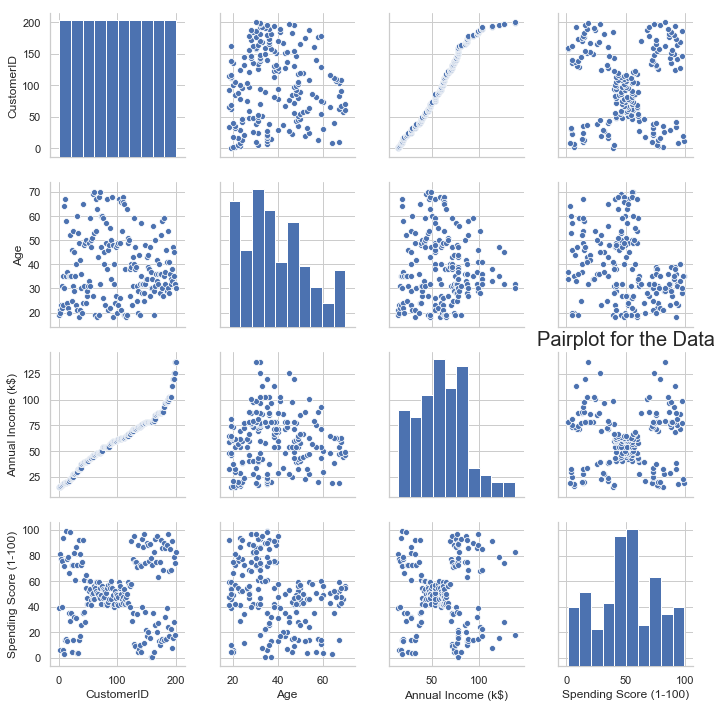 200
150
100
50
0
CustomerID
70
60
50
40
30
20
Age
Pairplot for the Data
125
100
75
50
25
Annual Income (k$)
100
80
60
40
20
0
Spending Score (1-100)
0 100 200
CustomerID
20 40 60
Age
50 100
Annual Income (k$)
0 50 100
Spending Score (1-100)